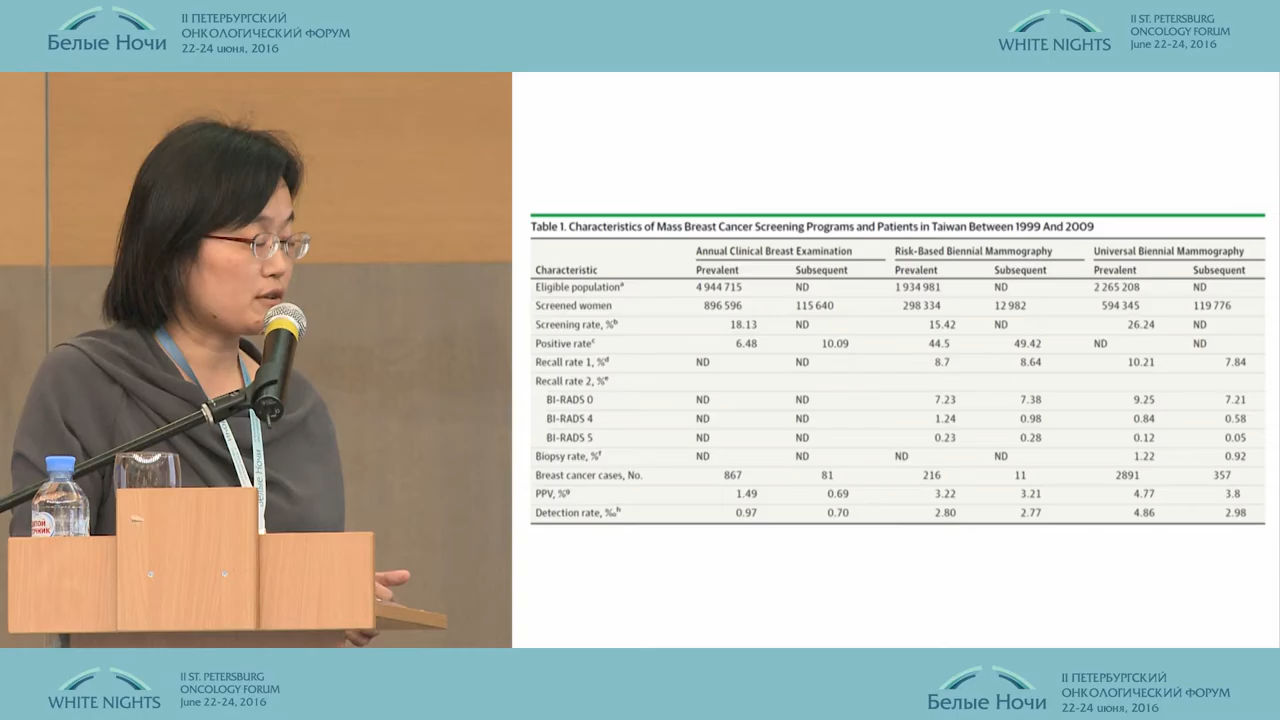 II ПЕТЕРБУРГСКИЙ
ОНКОЛОГИЧЕСКИЙ ФОРУМ
Белые Ночи
22-24 июня, 2016
II ST. PETERSBURG
ONCOLOGY FORUM
WHITE NIGHTS
June 22-24, 2016
Table 1. Characteristics of Mass Breast Cancer Screening Programs and Patients in Taiwan Between 1999 And 2009
Annual Clinical Breast Examination Risk-Based Biennial Mammography Universal Biennial Mammography
Characteristic Prevalent Subsequent Prevalent Subsequent Prevalent Subsequent
Eligible populationᵃ 4 944 715 ND 1 934 981 ND 2 265 208 ND
Screened women 896 596 115 640 298 334 12 982 594 345 119 776
Screening rate, %ᵇ 18.13 ND 15.42 ND 26.24 ND
Positive rateᶜ 6.48 10.09 44.5 49.42 ND ND
Recall rate 1, %ᵈ ND ND 8.7 8.64 10.21 7.84
Recall rate 2, %ᵉ
BI-RADS 0 ND ND 7.23 7.38 9.25 7.21
BI-RADS 4 ND ND 1.24 0.98 0.84 0.58
BI-RADS 5 ND ND 0.23 0.28 0.12 0.05
Biopsy rate, %ᶠ ND ND ND ND 1.22 0.92
Breast cancer cases, No. 867 81 216 11 2891 357
PPV, %ᵍ 1.49 0.69 3.22 3.21 4.77 3.8
Detection rate, ‰ʰ 0.97 0.70 2.80 2.77 4.86 2.98
Белые Ночи
II ST. PETERSBURG
ONCOLOGY FORUM
WHITE NIGHTS
June 22-24, 2016
II ПЕТЕРБУРГСКИЙ
ОНКОЛОГИЧЕСКИЙ ФОРУМ
Белые Ночи
22-24 июня, 2016